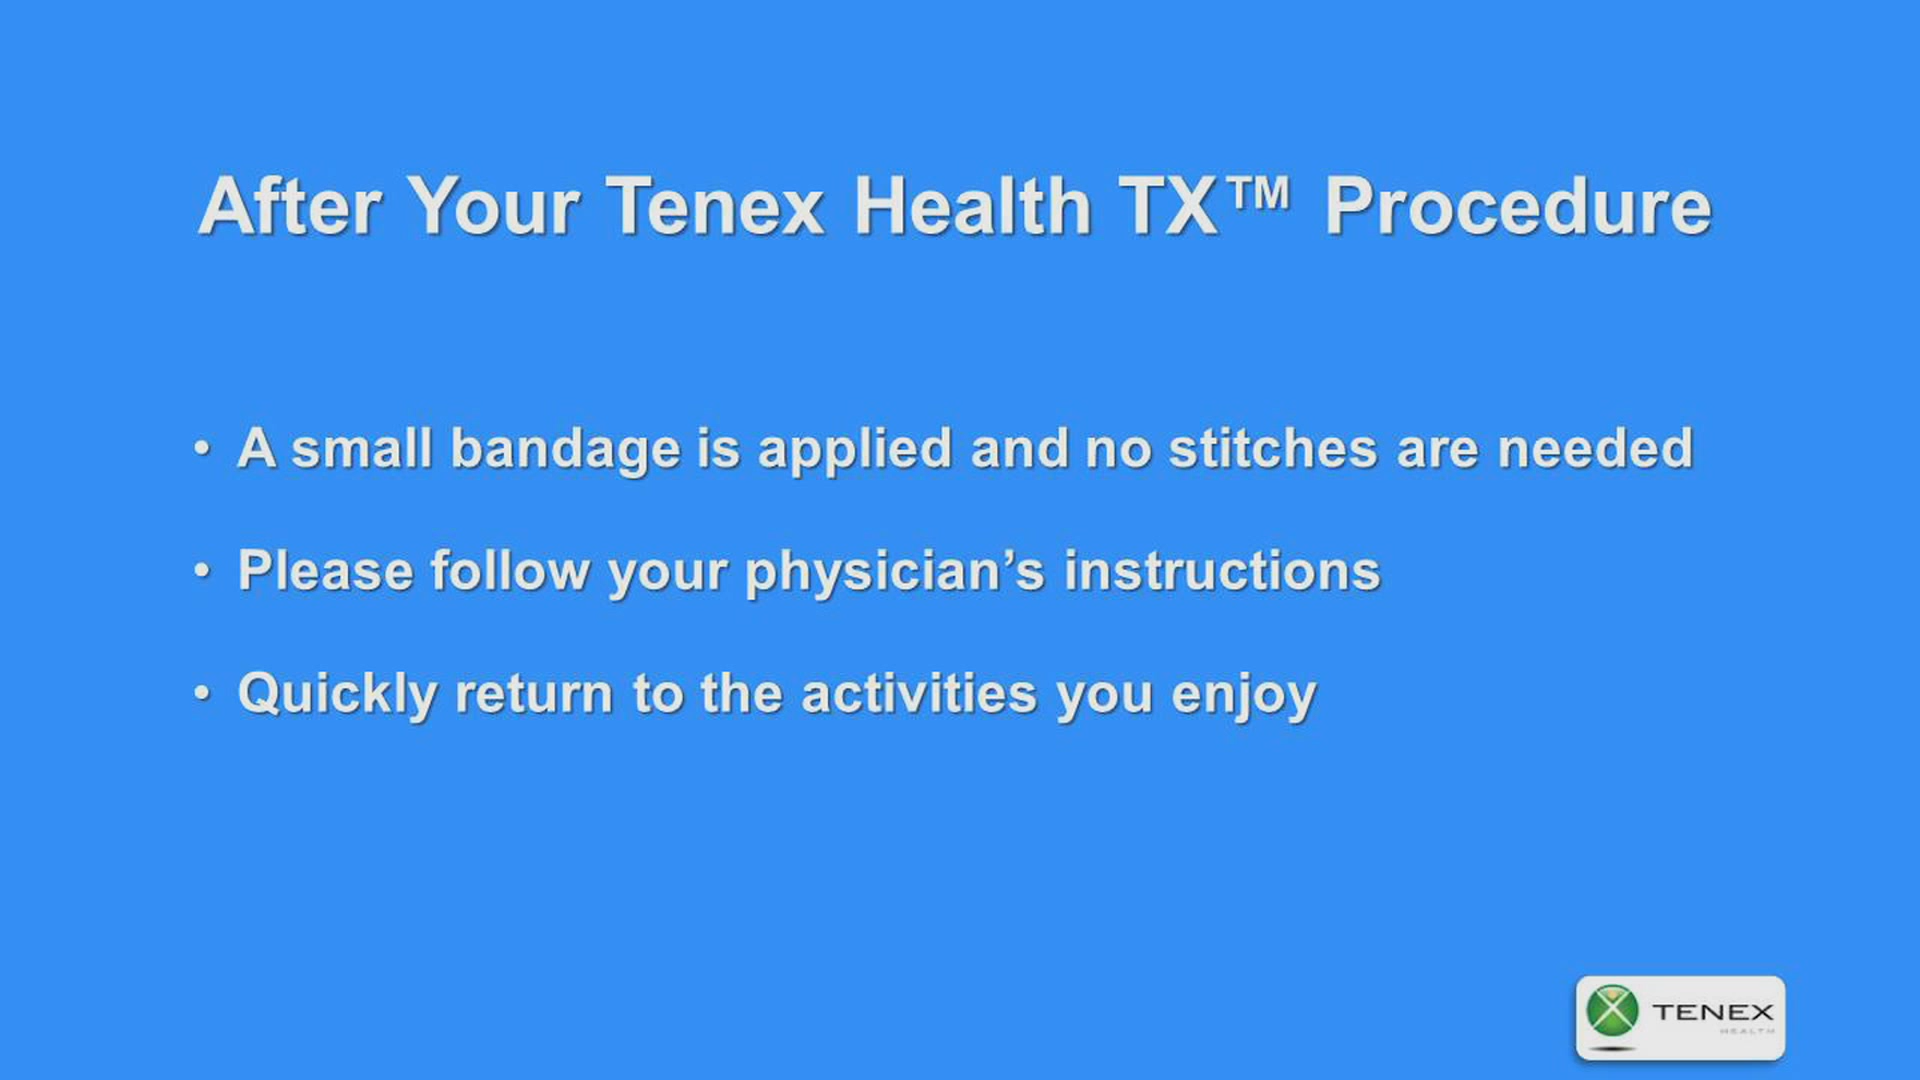 After Your Tenex Health TX™ Procedure
• A small bandage is applied and no stitches are needed
• Please follow your physician’s instructions
• Quickly return to the activities you enjoy
TENEX
HEALTH